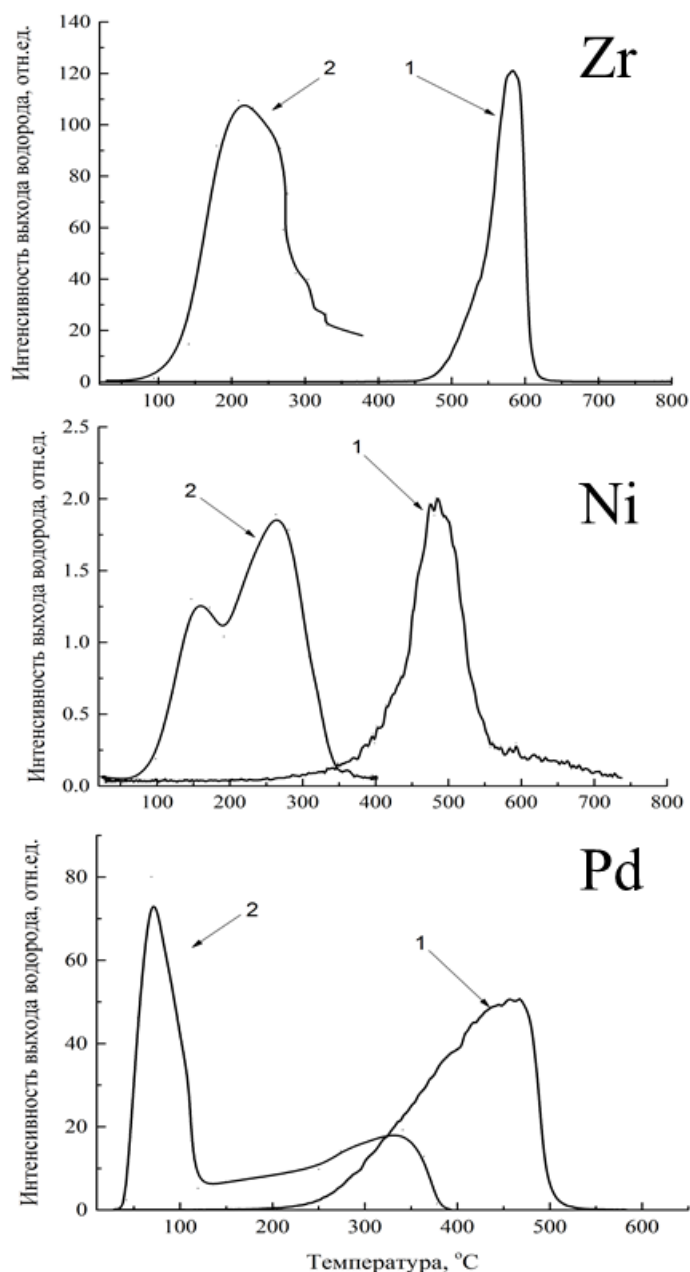 Интенсивность выхода водорода, отн.ед.
140
120
100
80
60
40
20
0
2
1
Zr
100 200 300 400 500 600 700 800
Интенсивность выхода водорода, отн.ед.
2.5
2.0
1.5
1.0
0.5
0.0
2
1
Ni
100 200 300 400 500 600 700 800
Интенсивность выхода водорода, отн.ед.
80
60
40
20
0
2
1
Pd
100 200 300 400 500 600
Температура, °C